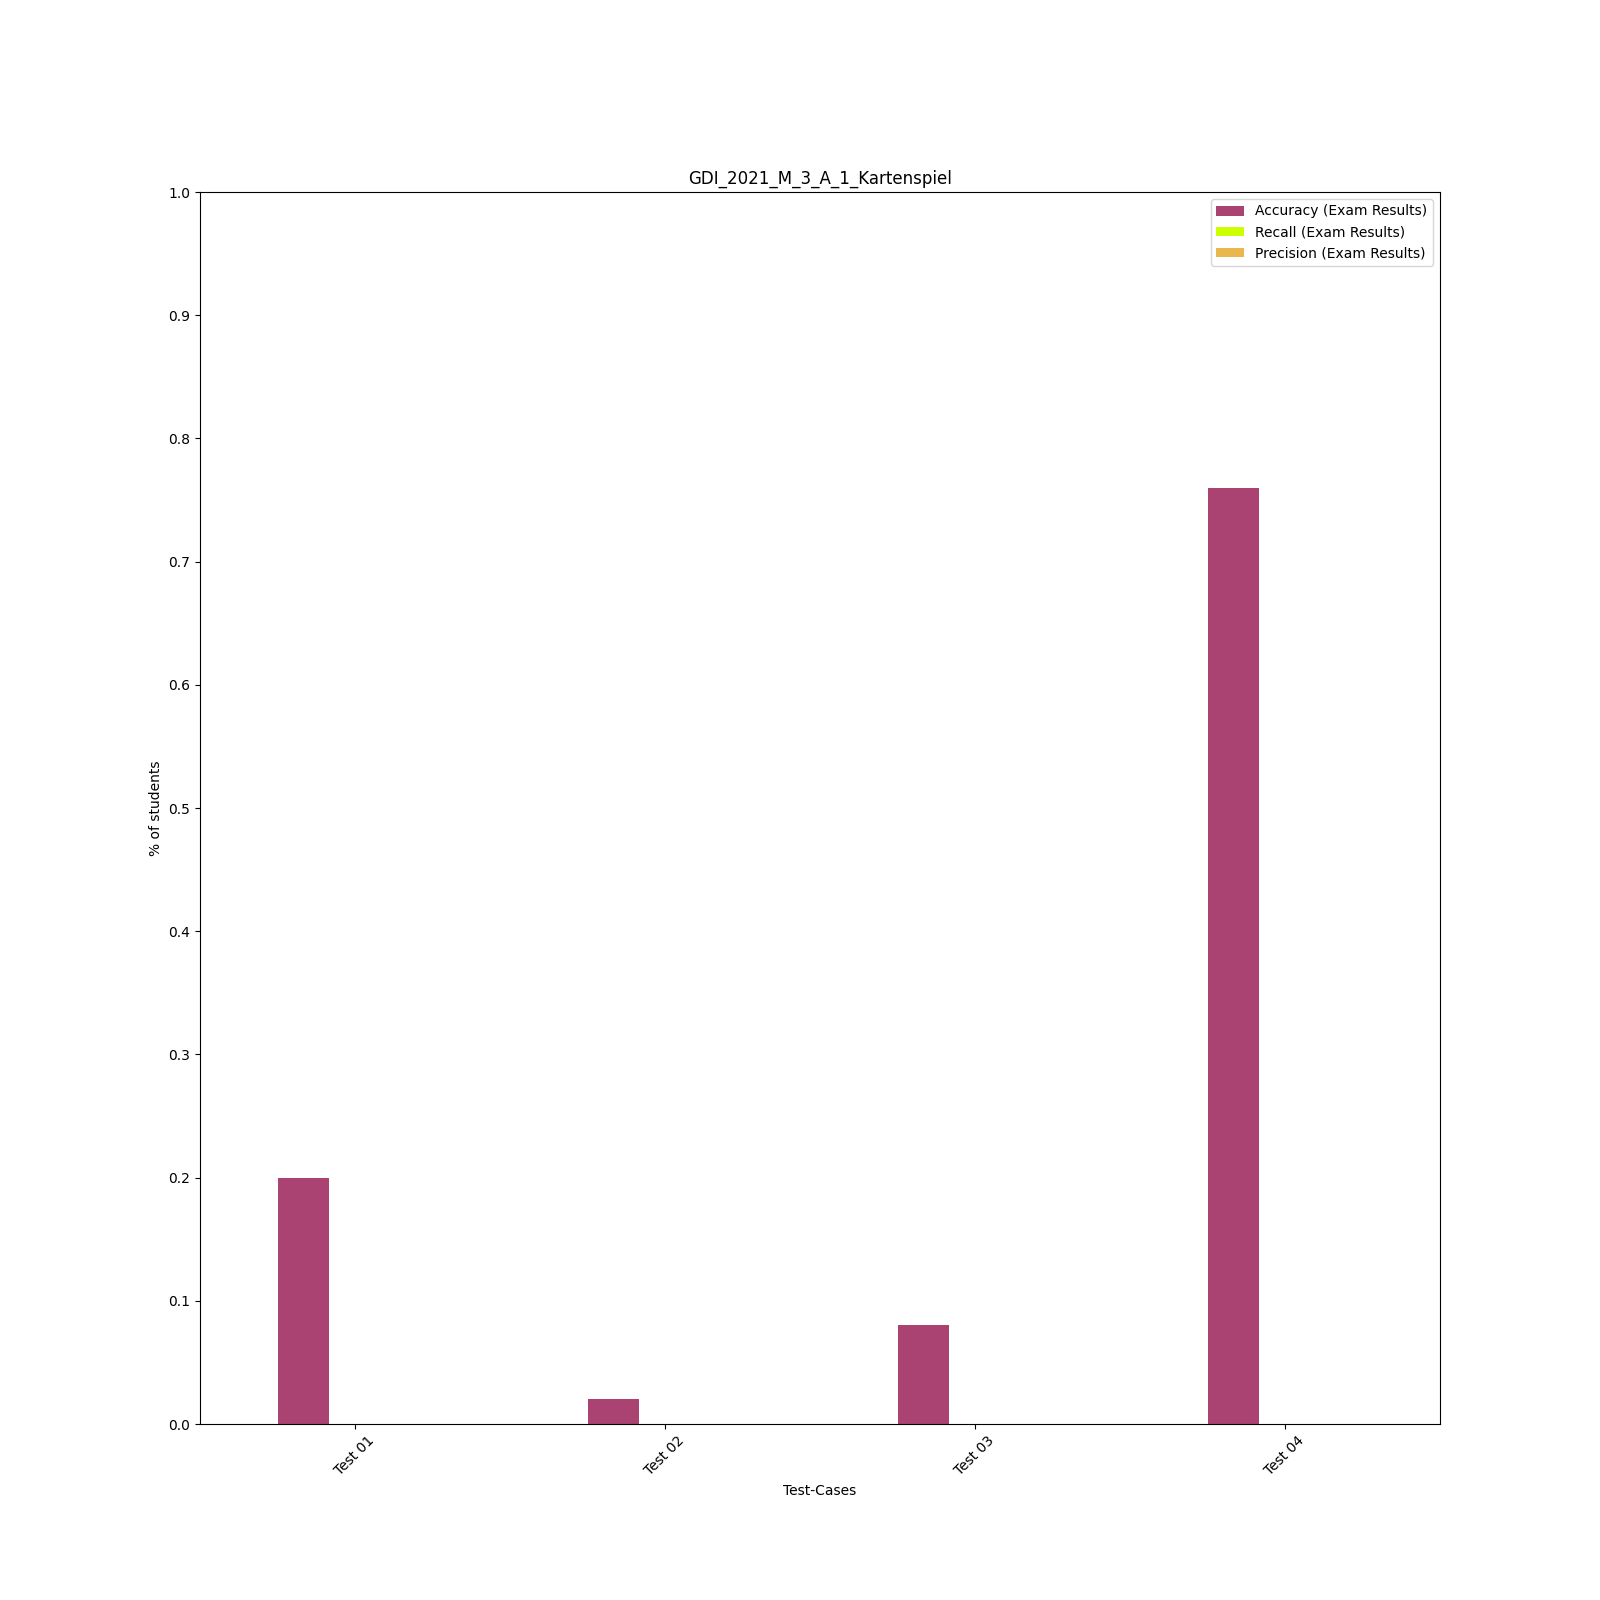 GDI_2021_M_3_A_1_Kartenspiel
Accuracy (Exam Results)
Recall (Exam Results)
Precision (Exam Results)
1.0
0.9
0.8
0.7
0.6
0.5
0.4
0.3
0.2
0.1
0.0
% of students
Test 01
Test 02
Test 03
Test 04
Test-Cases